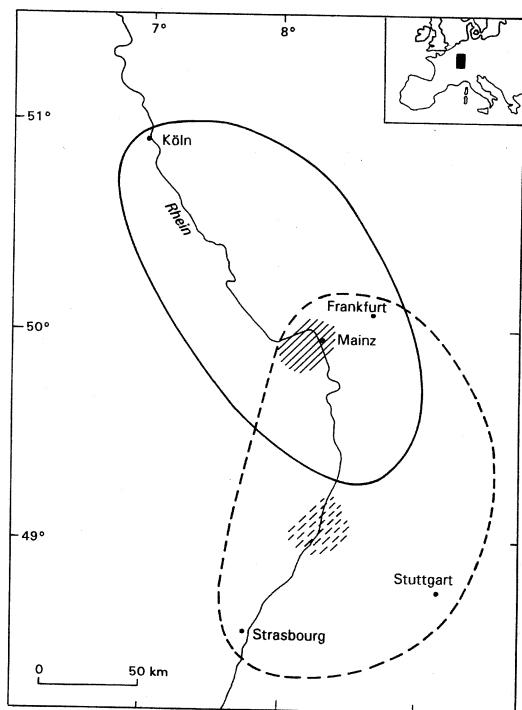 7°
8°
51°
Köln
Rhein
Frankfurt
50°
Mainz
49°
Stuttgart
Strasbourg
0
50 km